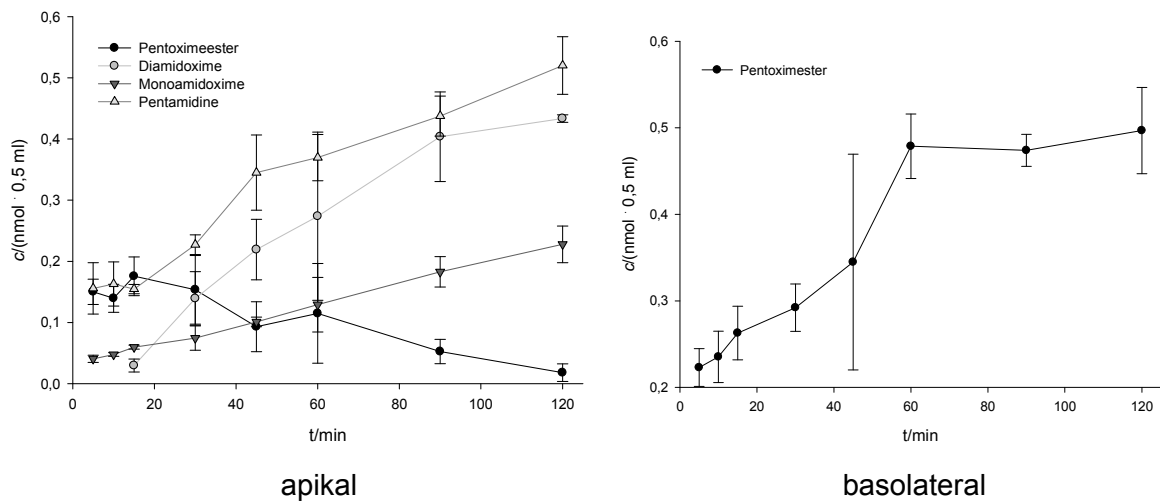 0,6
0,5
0,4
0,3
0,2
0,1
0,0
c/(nmol · 0,5 ml)
Pentoximeester
Diamidoxime
Monoamidoxime
Pentamidine
0 20 40 60 80 100 120
t/min
apikal
0,6
0,5
0,4
0,3
0,2
c/(nmol · 0,5 ml)
Pentoximester
0 20 40 60 80 100 120
t/min
basolateral